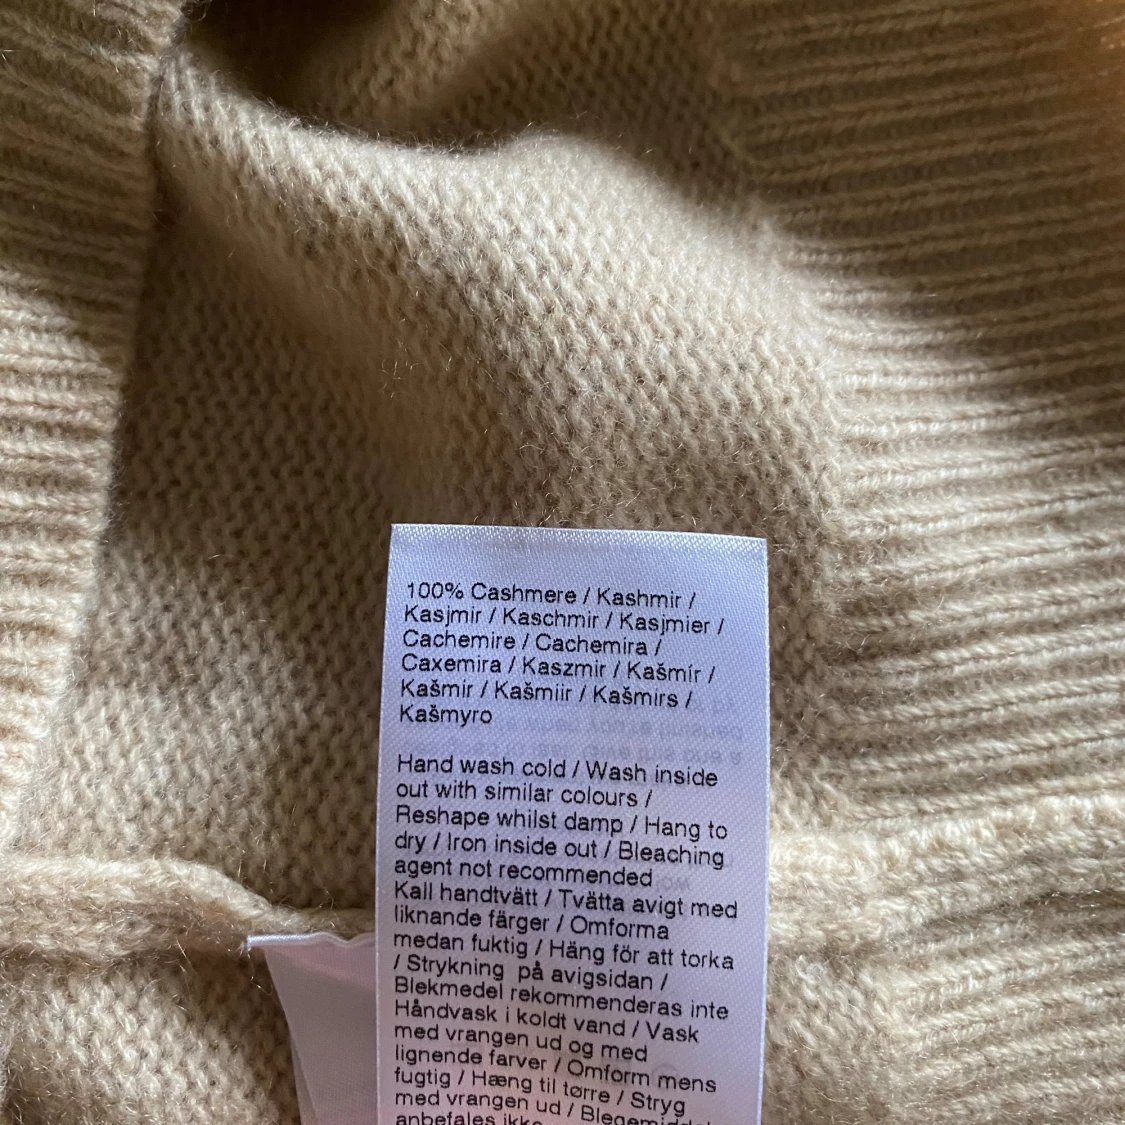 100% Cashmere / Kashmir /
Kasjmir / Kaschmir / Kasjmier /
Cachemire / Cachemira /
Caxemira / Kaszmir / Kašmír /
Kašmir / Kašmiir / Kašmirs /
Kašmyro
Hand wash cold / Wash inside
out with similar colours /
Reshape whilst damp / Hang to
dry / Iron inside out / Bleaching
agent not recommended
Kall handtvätt / Tvätta avigt med
liknande färger / Omforma
medan fuktig / Häng för att torka
/ Strykning på avigsidan /
Blekmedel rekommenderas inte
Håndvask i koldt vand / Vask
med vrangen ud og med
lignende farver / Omform mens
fugtig / Hæng til tørre / Stryg
med vrangen ud /
anbefales ikke